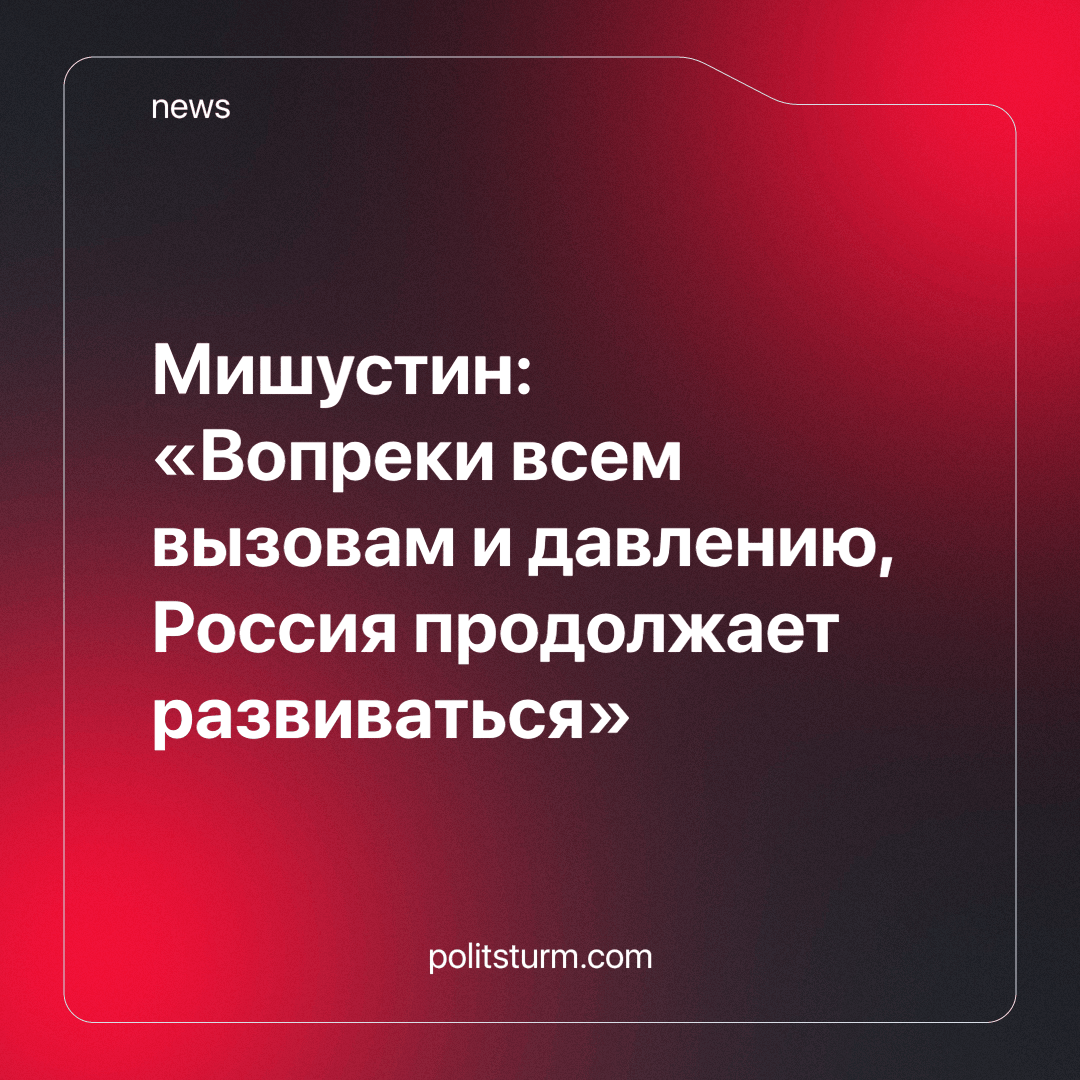 news
Мишустин:
«Вопреки всем
вызовам и давлению,
Россия продолжает
развиваться»
politsturm.com